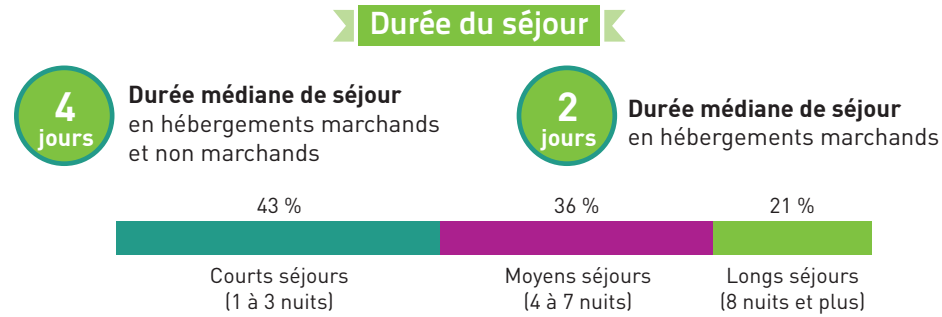 Durée du séjour
4
jours
Durée médiane de séjour
en hébergements marchands
et non marchands
2
jours
Durée médiane de séjour
en hébergements marchands
43 %
36 %
21 %
Courts séjours
(1 à 3 nuits)
Moyens séjours
(4 à 7 nuits)
Longs séjours
(8 nuits et plus)